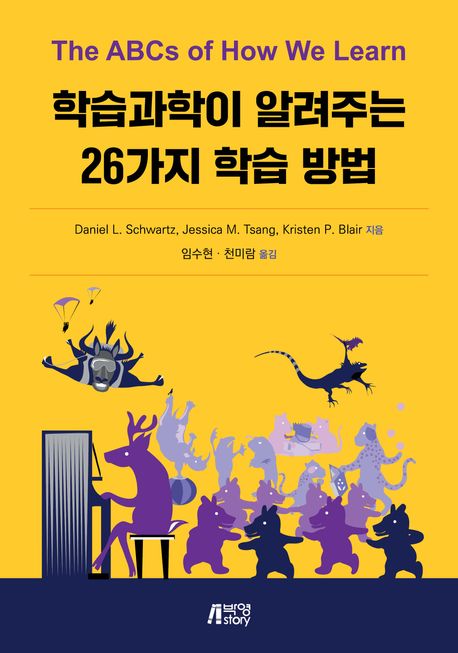 The ABCs of How We Learn
학습과학이 알려주는
26가지 학습 방법
Daniel L. Schwartz, Jessica M. Tsang, Kristen P. Blair 지음
임수현 · 천미람 옮김
박영
story